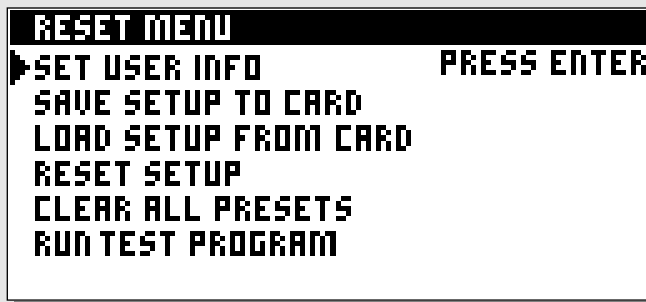 RESET MENU
SET USER INFO PRESS ENTER
SAVE SETUP TO CARD
LOAD SETUP FROM CARD
RESET SETUP
CLEAR ALL PRESETS
RUN TEST PROGRAM